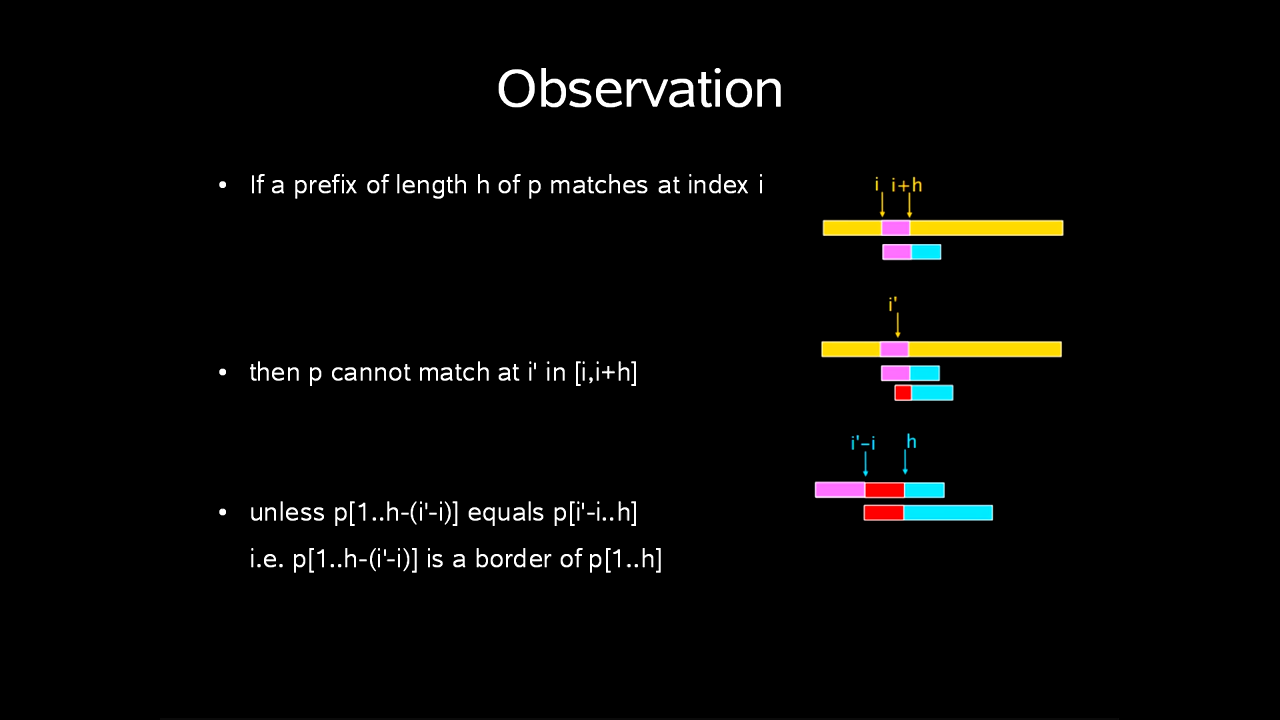 Observation
• If a prefix of length h of p matches at index i
i i+h
i'
• then p cannot match at i' in [i,i+h]
i'-i h
• unless p[1..h-(i'-i)] equals p[i'-i..h]
i.e. p[1..h-(i'-i)] is a border of p[1..h]